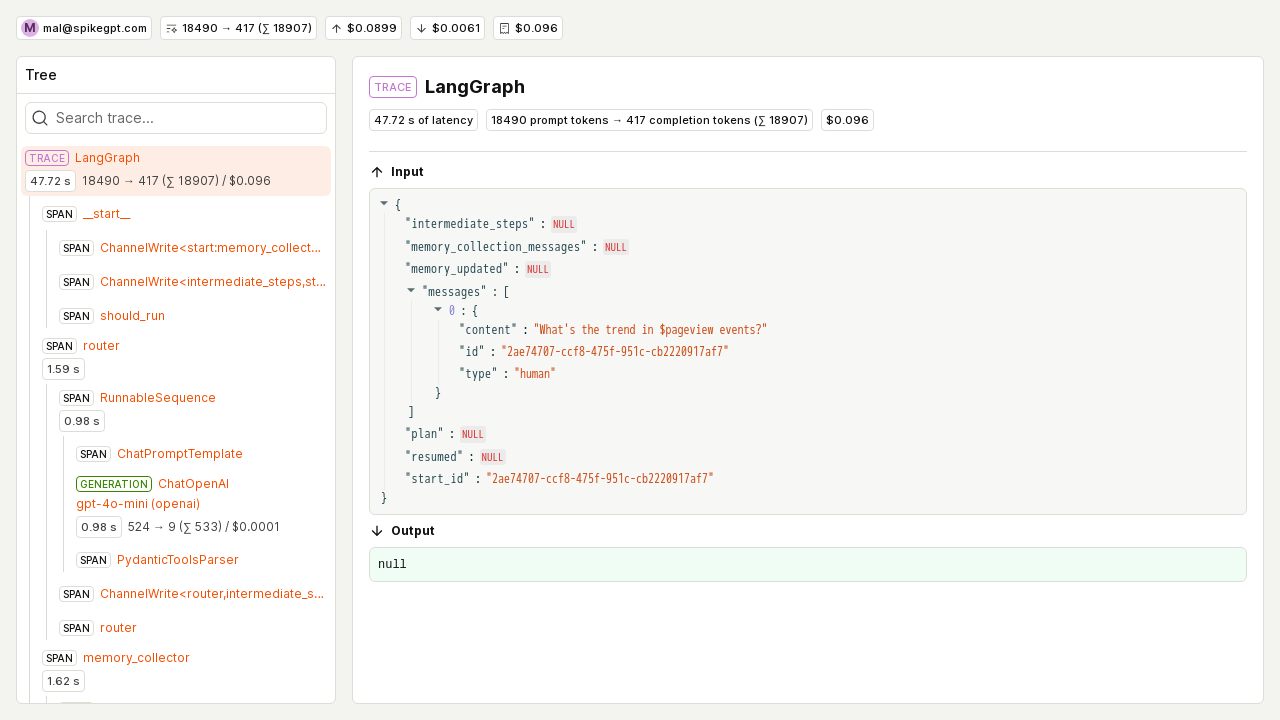 M mal@spikegpt.com 18490 → 417 (∑ 18907) ↑ $0.0899 ↓ $0.0061 $0.096
Tree
Search trace...
TRACE LangGraph
47.72 s 18490 → 417 (∑ 18907) / $0.096
SPAN __start__
SPAN ChannelWrite<start:memory_collect...
SPAN ChannelWrite<intermediate_steps,st...
SPAN should_run
SPAN router
1.59 s
SPAN RunnableSequence
0.98 s
SPAN ChatPromptTemplate
GENERATION ChatOpenAI
gpt-4o-mini (openai)
0.98 s 524 → 9 (∑ 533) / $0.0001
SPAN PydanticToolsParser
SPAN ChannelWrite<router,intermediate_s...
SPAN router
SPAN memory_collector
1.62 s
TRACE LangGraph
47.72 s of latency 18490 prompt tokens → 417 completion tokens (∑ 18907) $0.096
↑ Input
{
"intermediate_steps" : NULL
"memory_collection_messages" : NULL
"memory_updated" : NULL
"messages" : [
0 : {
"content" : "What's the trend in $pageview events?"
"id" : "2ae74707-ccf8-475f-951c-cb2220917af7"
"type" : "human"
}
]
"plan" : NULL
"resumed" : NULL
"start_id" : "2ae74707-ccf8-475f-951c-cb2220917af7"
}
↓ Output
null